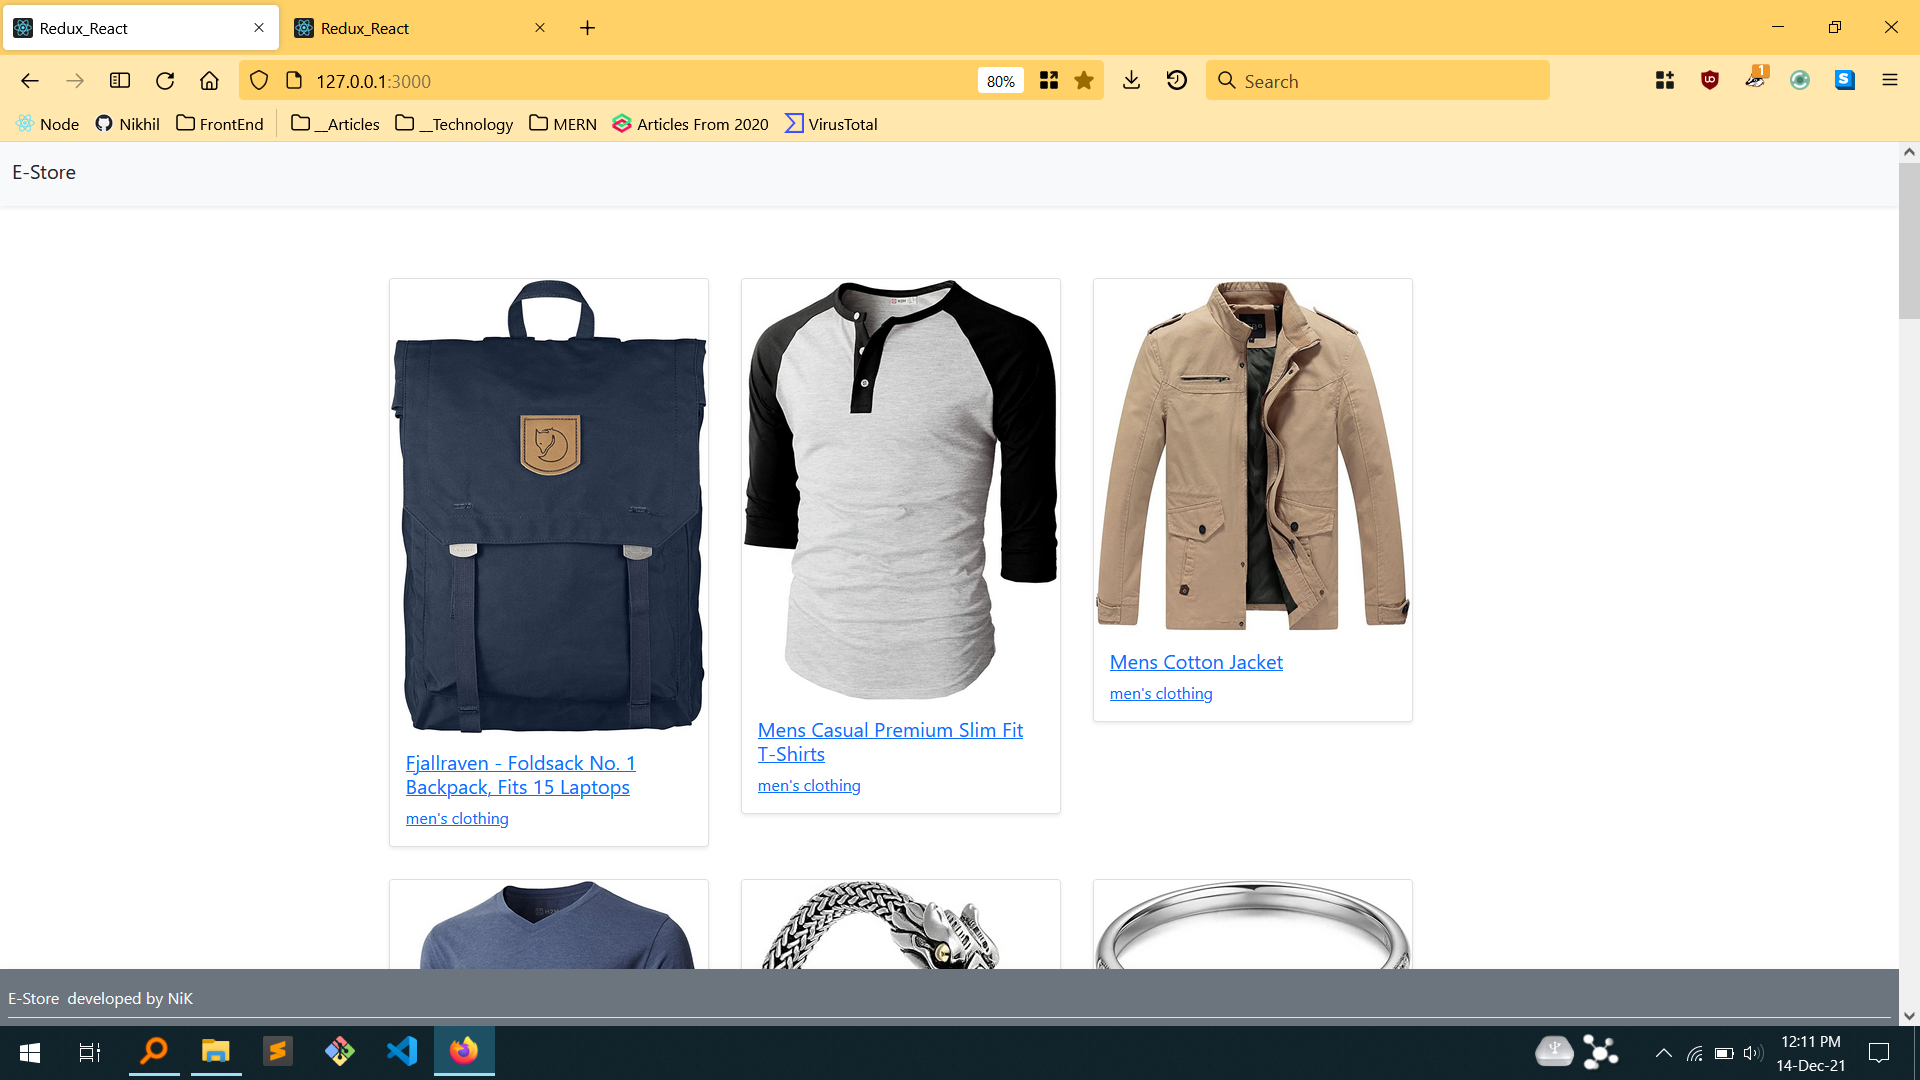 Redux_React
Redux_React
127.0.0.1:3000
80%
Search
1
Node
Nikhil
FrontEnd
__Articles
__Technology
MERN
Articles From 2020
VirusTotal
E-Store
Fjallraven - Foldsack No. 1
Backpack, Fits 15 Laptops
men's clothing
Mens Casual Premium Slim Fit
T-Shirts
men's clothing
Mens Cotton Jacket
men's clothing
E-Store developed by NiK
12:11 PM
14-Dec-21